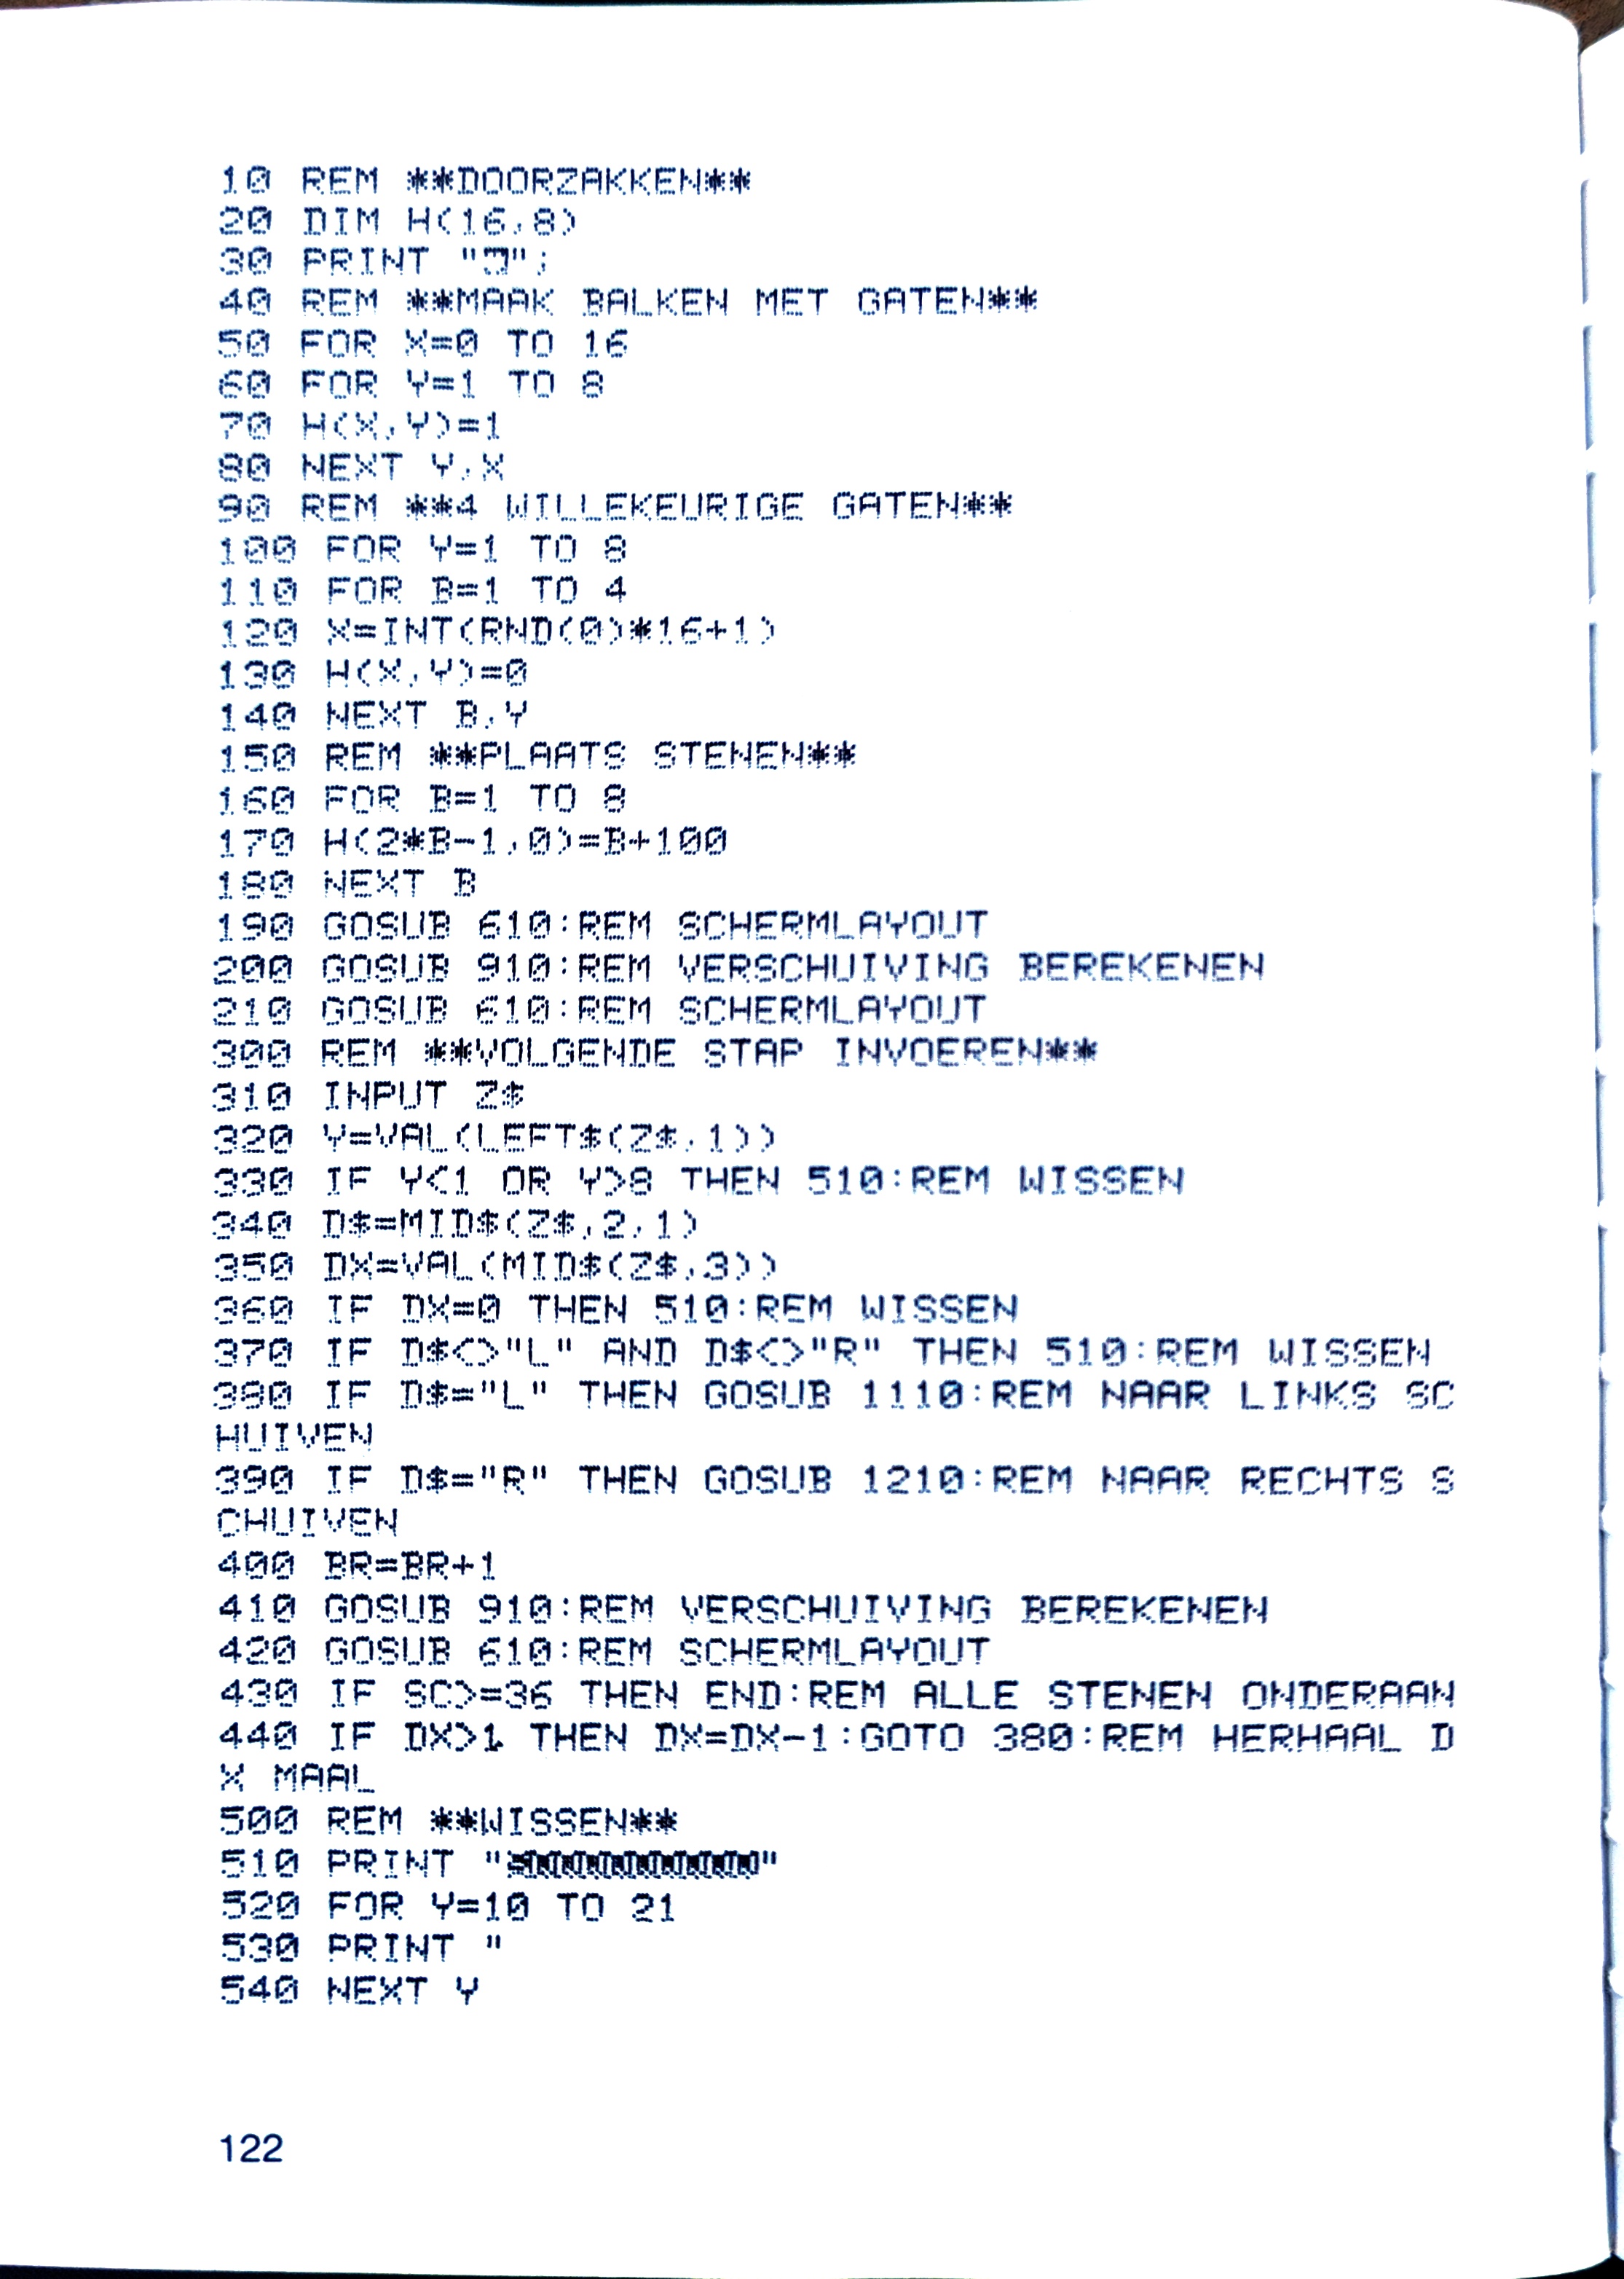 10 REM **DOORZAKKEN**
20 DIM H(16,8)
30 PRINT "";
40 REM **MAAK BALKEN MET GATEN**
50 FOR X=0 TO 16
60 FOR Y=1 TO 8
70 H(X,Y)=1
80 NEXT Y,X
90 REM **4 WILLEKEURIGE GATEN**
100 FOR Y=1 TO 8
110 FOR B=1 TO 4
120 X=INT(RND(0)*16+1)
130 H(X,Y)=0
140 NEXT B,Y
150 REM **PLAATS STENEN**
160 FOR B=1 TO 8
170 H(2*B-1,0)=B+100
180 NEXT B
190 GOSUB 610:REM SCHERMLAYOUT
200 GOSUB 910:REM VERSCHUIVING BEREKENEN
210 GOSUB 610:REM SCHERMLAYOUT
300 REM **VOLGENDE STAP INVOEREN**
310 INPUT Z$
320 Y=VAL(LEFT$(Z$,1))
330 IF Y<1 OR Y>8 THEN 510:REM WISSEN
340 D$=MID$(Z$,2,1)
350 DX=VAL(MID$(Z$,3))
360 IF DX=0 THEN 510:REM WISSEN
370 IF D$<>"L" AND D$<>"R" THEN 510:REM WISSEN
380 IF D$="L" THEN GOSUB 1110:REM NAAR LINKS SC
HUIVEN
390 IF D$="R" THEN GOSUB 1210:REM NAAR RECHTS S
CHUIVEN
400 BR=BR+1
410 GOSUB 910:REM VERSCHUIVING BEREKENEN
420 GOSUB 610:REM SCHERMLAYOUT
430 IF SC>=36 THEN END:REM ALLE STENEN ONDERAAN
440 IF DX>1 THEN DX=DX-1:GOTO 380:REM HERHAAL D
X MAAL
500 REM **WISSEN**
510 PRINT ""
520 FOR Y=10 TO 21
530 PRINT "
540 NEXT Y
122